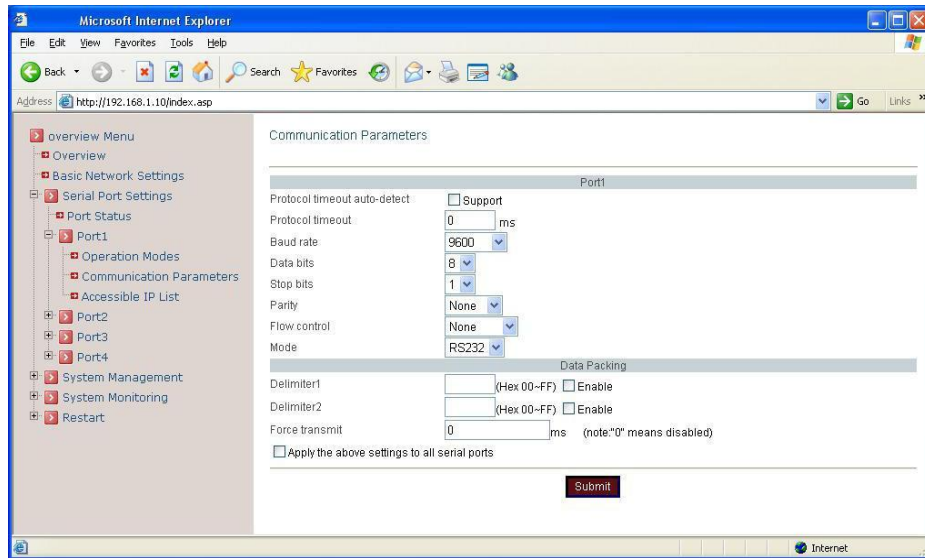 Microsoft Internet Explorer
File Edit View Favorites Tools Help
Back Search Favorites
Address http://192.168.1.10/index.asp Go Links »
overview Menu
Overview
Basic Network Settings
Serial Port Settings
Port Status
Port1
Operation Modes
Communication Parameters
Accessible IP List
Port2
Port3
Port4
System Management
System Monitoring
Restart
Communication Parameters
Port1
Protocol timeout auto-detect Support
Protocol timeout 0 ms
Baud rate 9600
Data bits 8
Stop bits 1
Parity None
Flow control None
Mode RS232
Data Packing
Delimiter1 (Hex 00~FF) Enable
Delimiter2 (Hex 00~FF) Enable
Force transmit 0 ms (note:"0" means disabled)
Apply the above settings to all serial ports
Submit
Internet